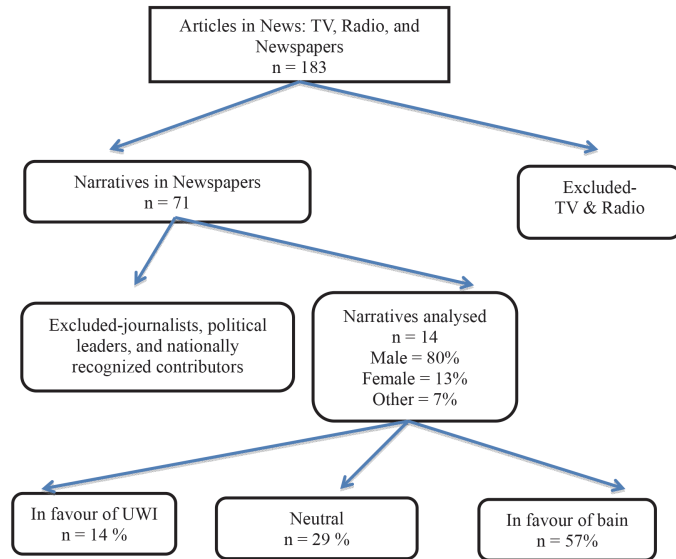 Articles in News: TV, Radio, and
Newspapers
n = 183
Narratives in Newspapers
n = 71
Excluded-
TV & Radio
Excluded-journalists, political
leaders, and nationally
recognized contributors
Narratives analysed
n = 14
Male = 80%
Female = 13%
Other = 7%
In favour of UWI
n = 14 %
Neutral
n = 29 %
In favour of bain
n = 57%